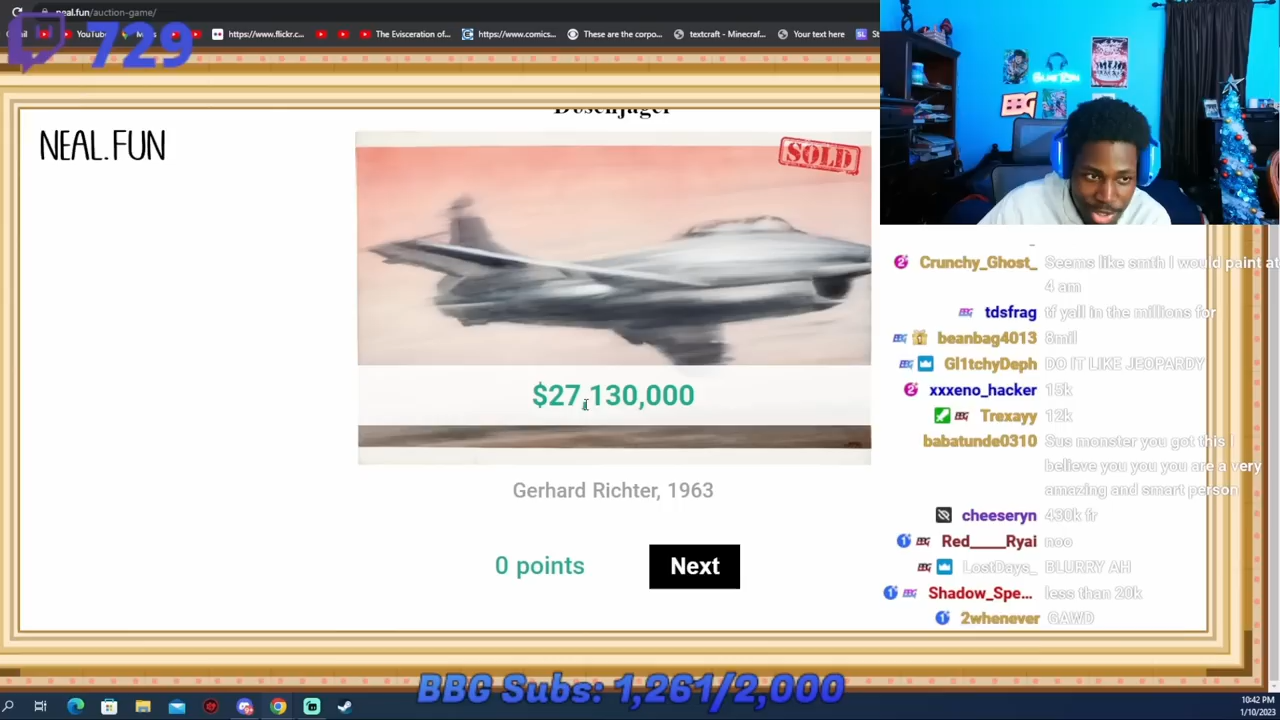 neal.fun/auction-game/
YouTube
https://www.flickr.c...
The Evisceration of...
https://www.comics...
These are the corpo...
textcraft - Minecraf...
Your text here
SL
729
Düsenjäger
NEAL.FUN
SOLD
$27,130,000
Gerhard Richter, 1963
0 points
Next
BBG
Crunchy_Ghost_ Seems like smth I would paint at
4 am
tdsfrag tf yall in the millions for
beanbag4013 8mil
Gl1tchyDeph DO IT LIKE JEOPARDY
xxxeno_hacker 15k
Trexayy 12k
babatunde0310 Sus monster you got this I
believe you you you are a very
amazing and smart person
cheeseryn 430k fr
Red____Ryai noo
LostDays_ BLURRY AH
Shadow_Spe... less than 20k
2whenever GAWD
BBG Subs: 1,261/2,000
10:42 PM
1/10/2023